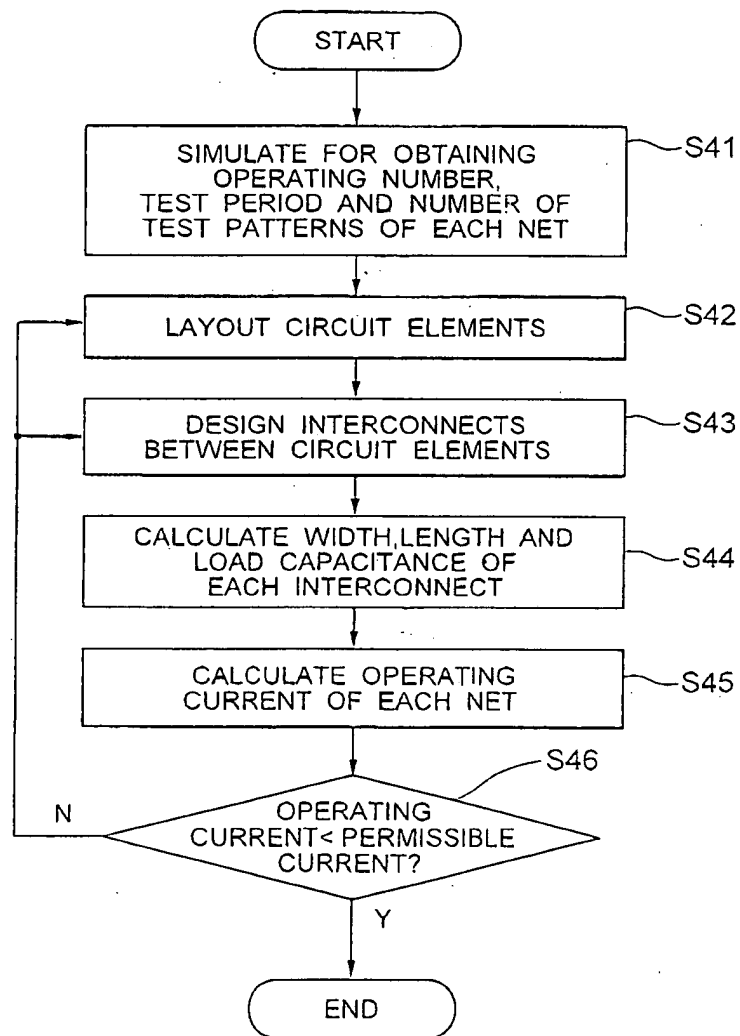 START
SIMULATE FOR OBTAINING
OPERATING NUMBER,
TEST PERIOD AND NUMBER OF
TEST PATTERNS OF EACH NET
S41
LAYOUT CIRCUIT ELEMENTS
S42
DESIGN INTERCONNECTS
BETWEEN CIRCUIT ELEMENTS
S43
CALCULATE WIDTH,LENGTH AND
LOAD CAPACITANCE OF
EACH INTERCONNECT
S44
CALCULATE OPERATING
CURRENT OF EACH NET
S45
S46
N
OPERATING
CURRENT< PERMISSIBLE
CURRENT?
Y
END